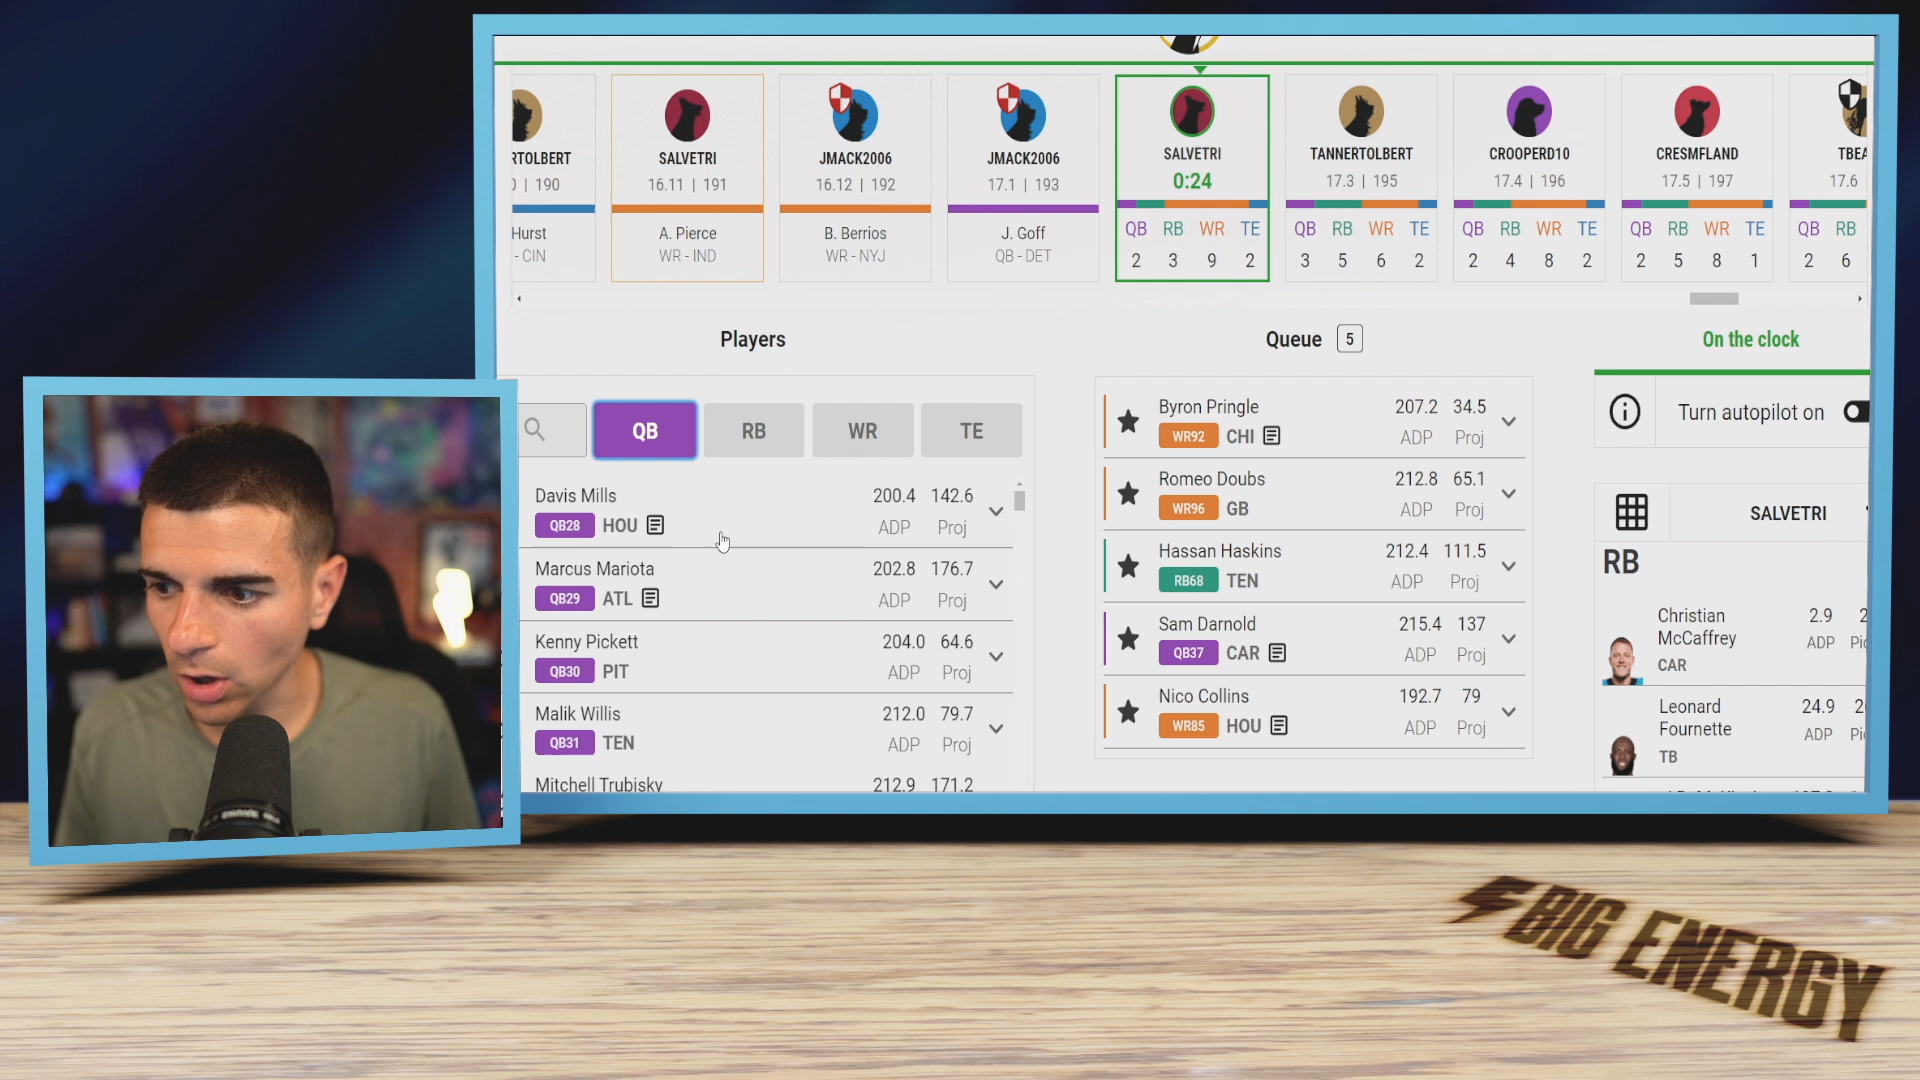 RTOLBERT
| 190
Hurst
- CIN
SALVETRI
16.11 | 191
A. Pierce
WR - IND
JMACK2006
16.12 | 192
B. Berrios
WR - NYJ
JMACK2006
17.1 | 193
J. Goff
QB - DET
SALVETRI
0:24
QB RB WR TE
2 3 9 2
TANNERTOLBERT
17.3 | 195
QB RB WR TE
3 5 6 2
CROOPERD10
17.4 | 196
QB RB WR TE
2 4 8 2
CRESMFLAND
17.5 | 197
QB RB WR TE
2 5 8 1
TBEA
17.6
QB RB
2 6
Players
QB RB WR TE
Davis Mills 200.4 142.6
QB28 HOU ADP Proj
Marcus Mariota 202.8 176.7
QB29 ATL ADP Proj
Kenny Pickett 204.0 64.6
QB30 PIT ADP Proj
Malik Willis 212.0 79.7
QB31 TEN ADP Proj
Mitchell Trubisky 212.9 171.2
Queue 5
Byron Pringle 207.2 34.5
WR92 CHI ADP Proj
Romeo Doubs 212.8 65.1
WR96 GB ADP Proj
Hassan Haskins 212.4 111.5
RB68 TEN ADP Proj
Sam Darnold 215.4 137
QB37 CAR ADP Proj
Nico Collins 192.7 79
WR85 HOU ADP Proj
On the clock
Turn autopilot on
SALVETRI
RB
Christian McCaffrey 2.9 2
CAR ADP Pic
Leonard Fournette 24.9 2
TB ADP Pic
BIG ENERGY